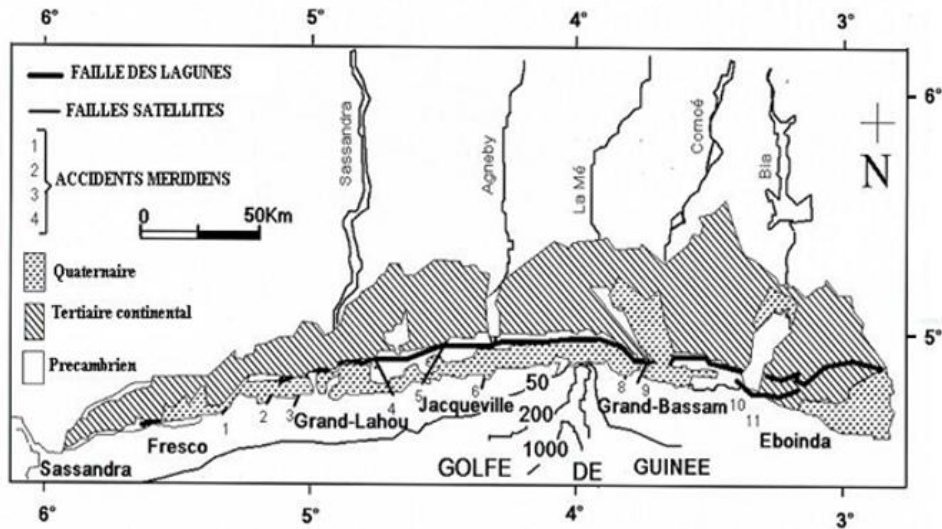 6° 5° 4° 3°
FAILLE DES LAGUNES
FAILLES SATELLITES
1
2
3
4
ACCIDENTS MERIDIENS
0 50Km
Quaternaire
Tertiaire continental
Precambrien
Sassandra
Agneby
La Mé
Comoé
Bia
6°
N
5°
50
200
1000
Sassandra
Fresco
1
2
3
Grand-Lahou
4
5
Jacqueville
6
8
9
Grand-Bassam
10
11
Eboinda
GOLFE DE GUINEE
6° 5° 4° 3°